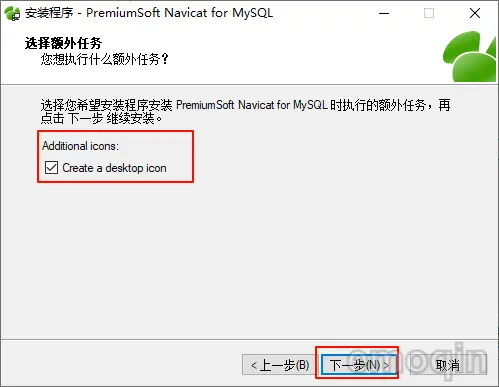 安装程序 - PremiumSoft Navicat for MySQL
选择额外任务
您想执行什么额外任务？
选择您希望安装程序安装 PremiumSoft Navicat for MySQL 时执行的额外任务，再
点击 下一步 继续安装。
Additional icons:
Create a desktop icon
< 上一步(B) 下一步(N) > 取消